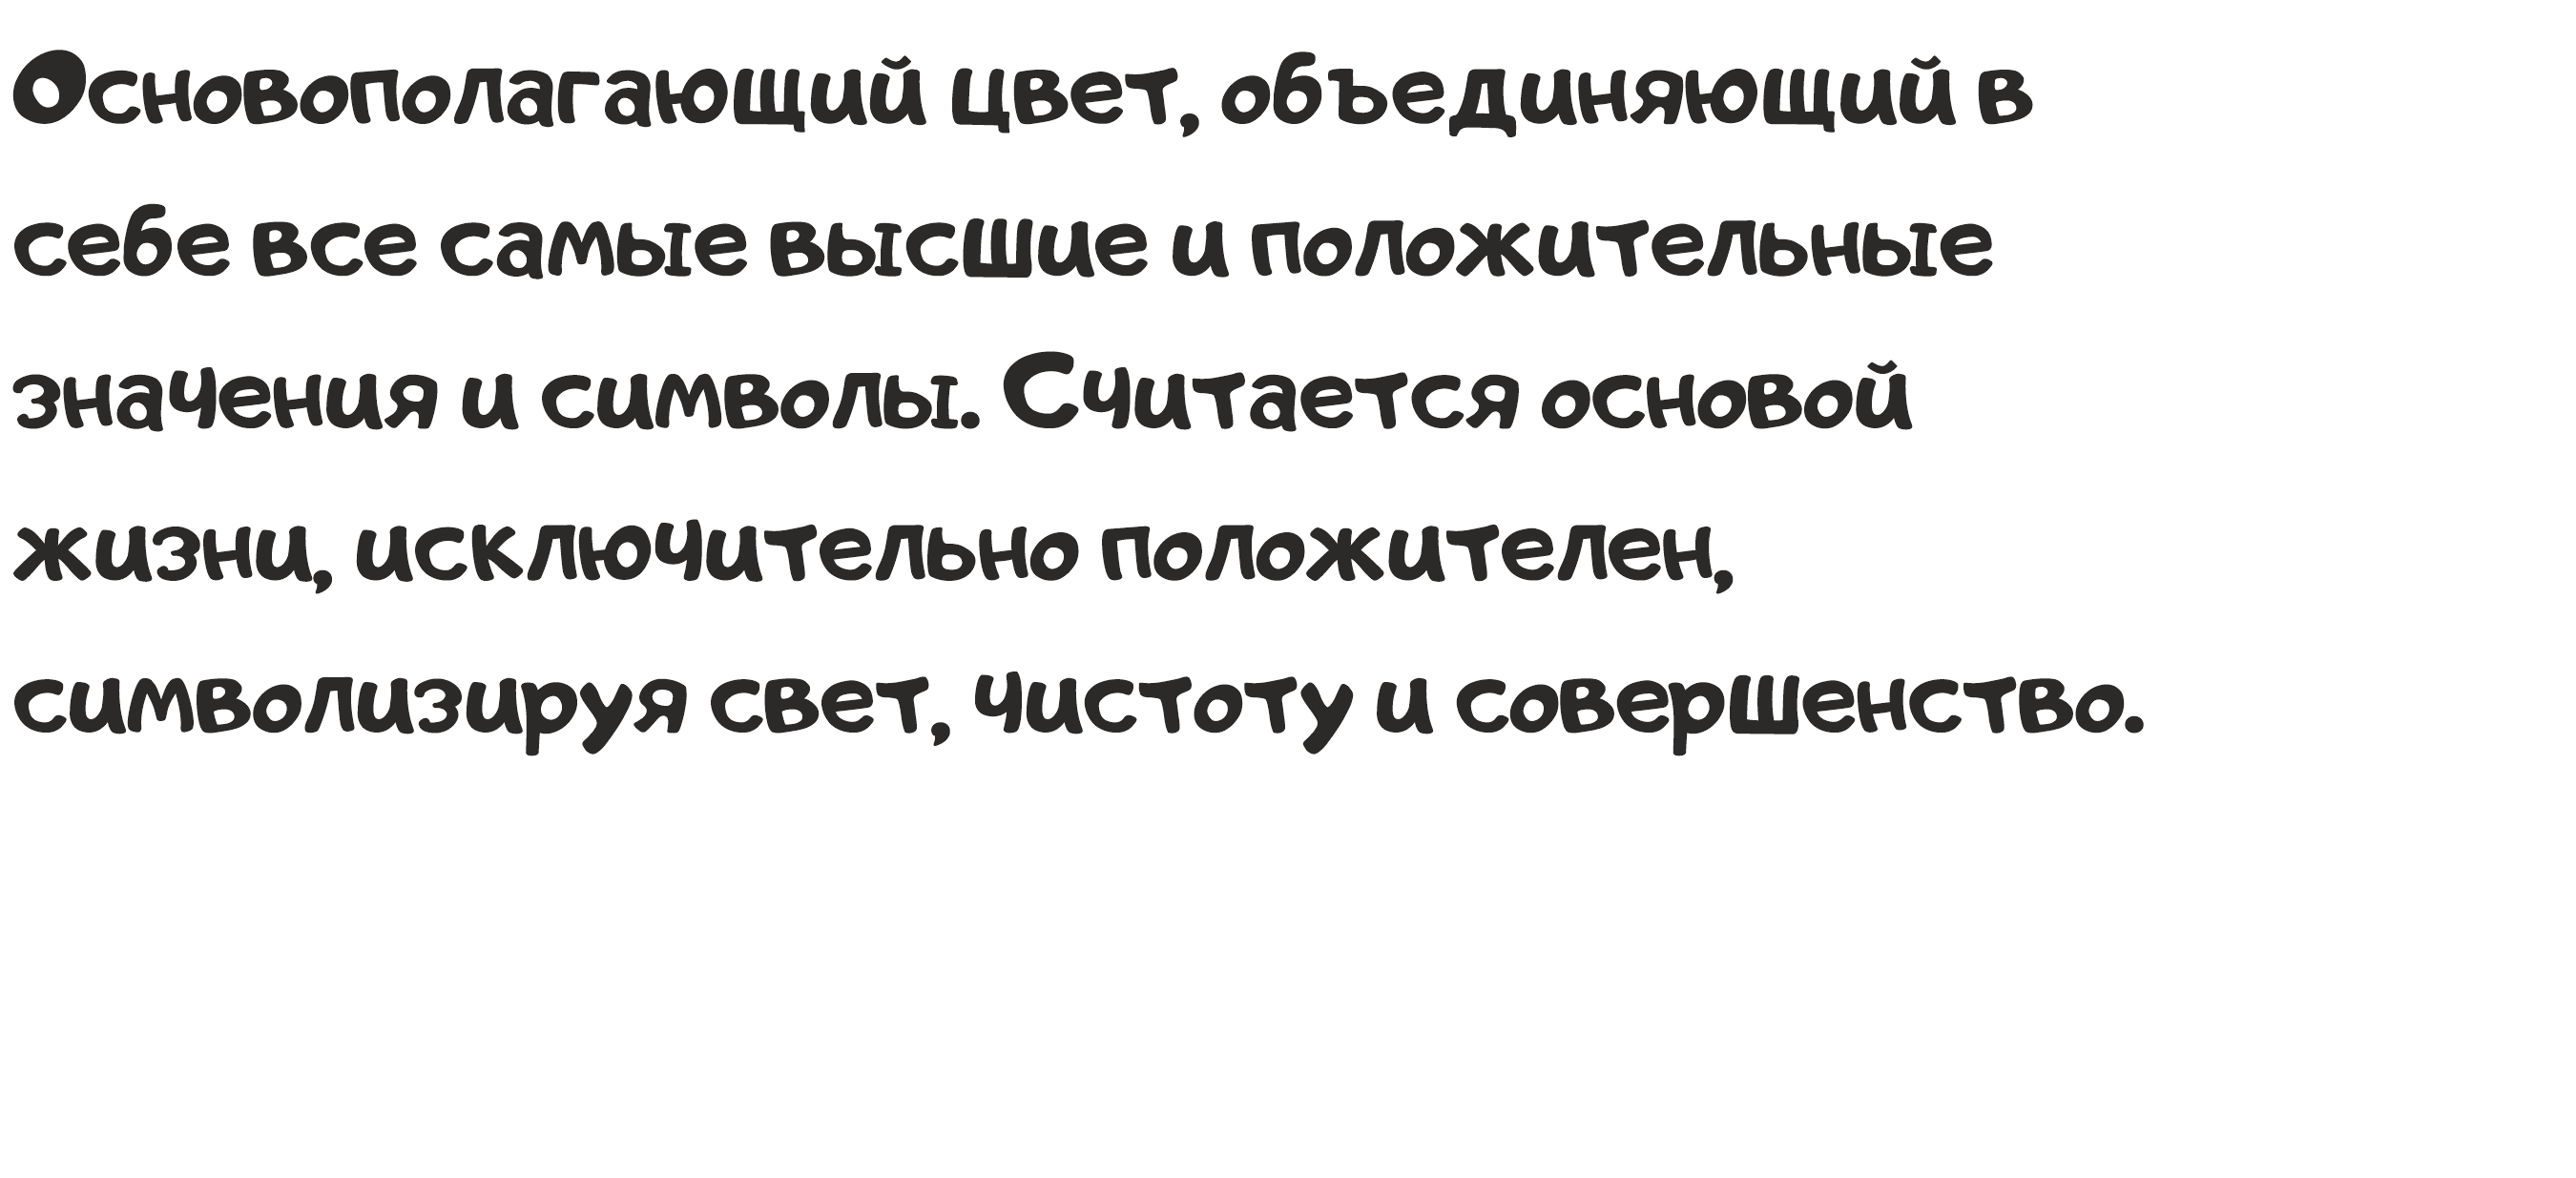 Основополагающий цвет, объединяющий в
себе все самые высшие и положительные
значения и символы. Считается основой
жизни, исключительно положителен,
символизируя свет, чистоту и совершенство.